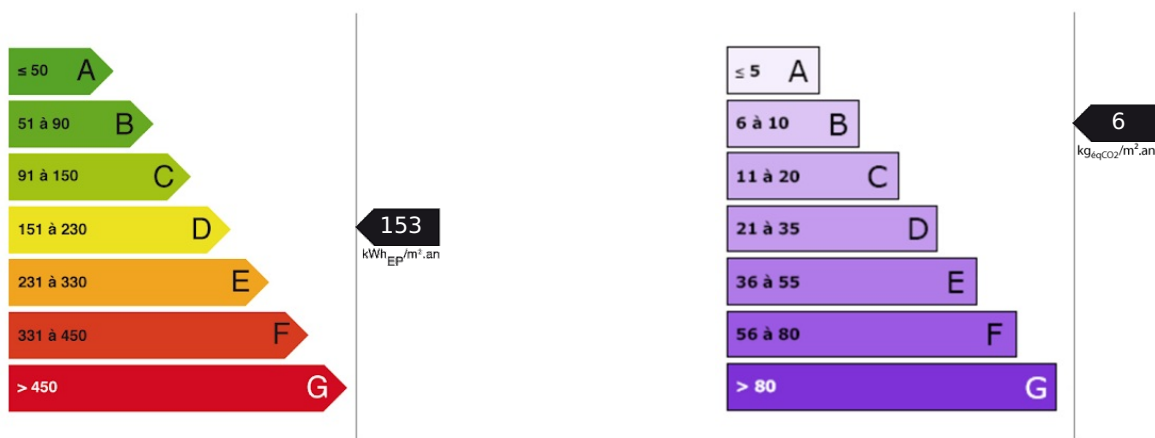 ≤ 50 A
51 à 90 B
91 à 150 C
151 à 230 D
231 à 330 E
331 à 450 F
> 450 G
153
kWhEP/m².an
≤ 5 A
6 à 10 B
11 à 20 C
21 à 35 D
36 à 55 E
56 à 80 F
> 80 G
6
kgéqCO2/m².an